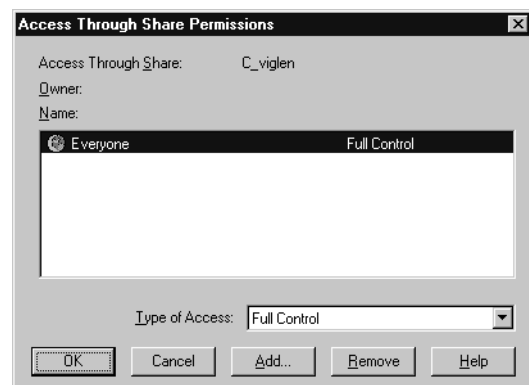 Access Through Share Permissions
Access Through Share: C_viglen
Owner:
Name:
Everyone Full Control
Type of Access: Full Control
OK Cancel Add... Remove Help